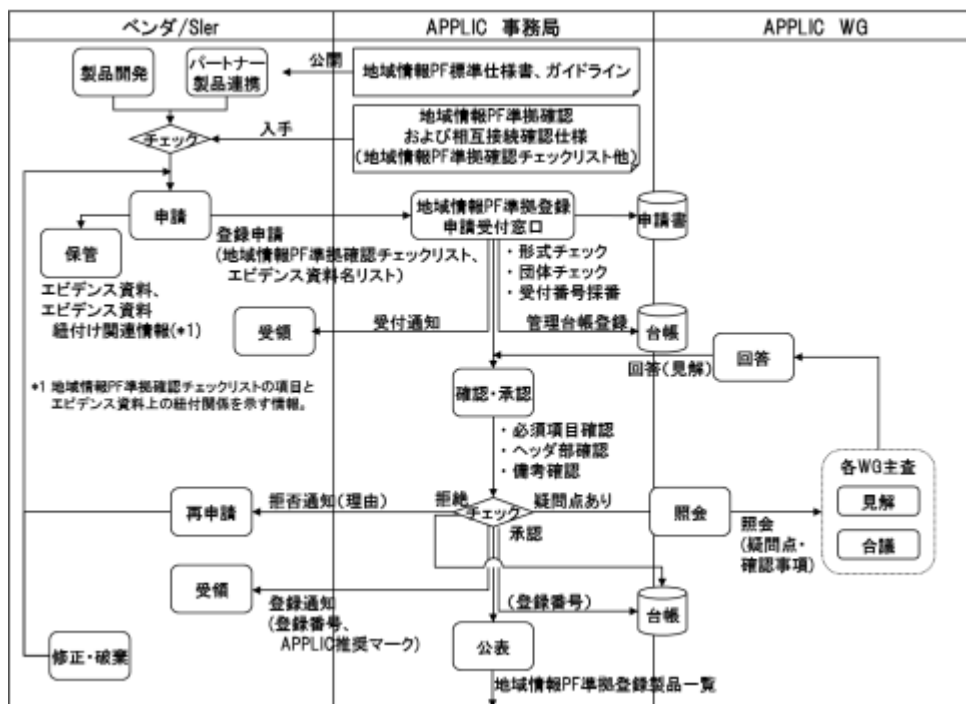 ベンダ/SIer
APPLIC 事務局
APPLIC WG
製品開発
パートナー
製品連携
公開
地域情報PF標準仕様書、ガイドライン
チェック
入手
地域情報PF準拠確認
および相互接続確認仕様
(地域情報PF準拠確認チェックリスト他)
申請
地域情報PF準拠登録
申請受付窓口
申請書
保管
登録申請
(地域情報PF準拠確認チェックリスト、
エビデンス資料名リスト)
・形式チェック
・団体チェック
・受付番号採番
エビデンス資料、
エビデンス資料
紐付け関連情報(*1)
受領
受付通知
管理台帳登録
台帳
回答
回答(見解)
*1 地域情報PF準拠確認チェックリストの項目と
エビデンス資料上の紐付関係を示す情報。
確認・承認
・必須項目確認
・ヘッダ部確認
・備考確認
各WG主査
見解
合議
再申請
拒否通知(理由)
拒絶
チェック
疑問点あり
照会
承認
照会
(疑問点・
確認事項)
受領
登録通知
(登録番号、
APPLIC推奨マーク)
(登録番号)
台帳
公表
修正・破棄
地域情報PF準拠登録製品一覧